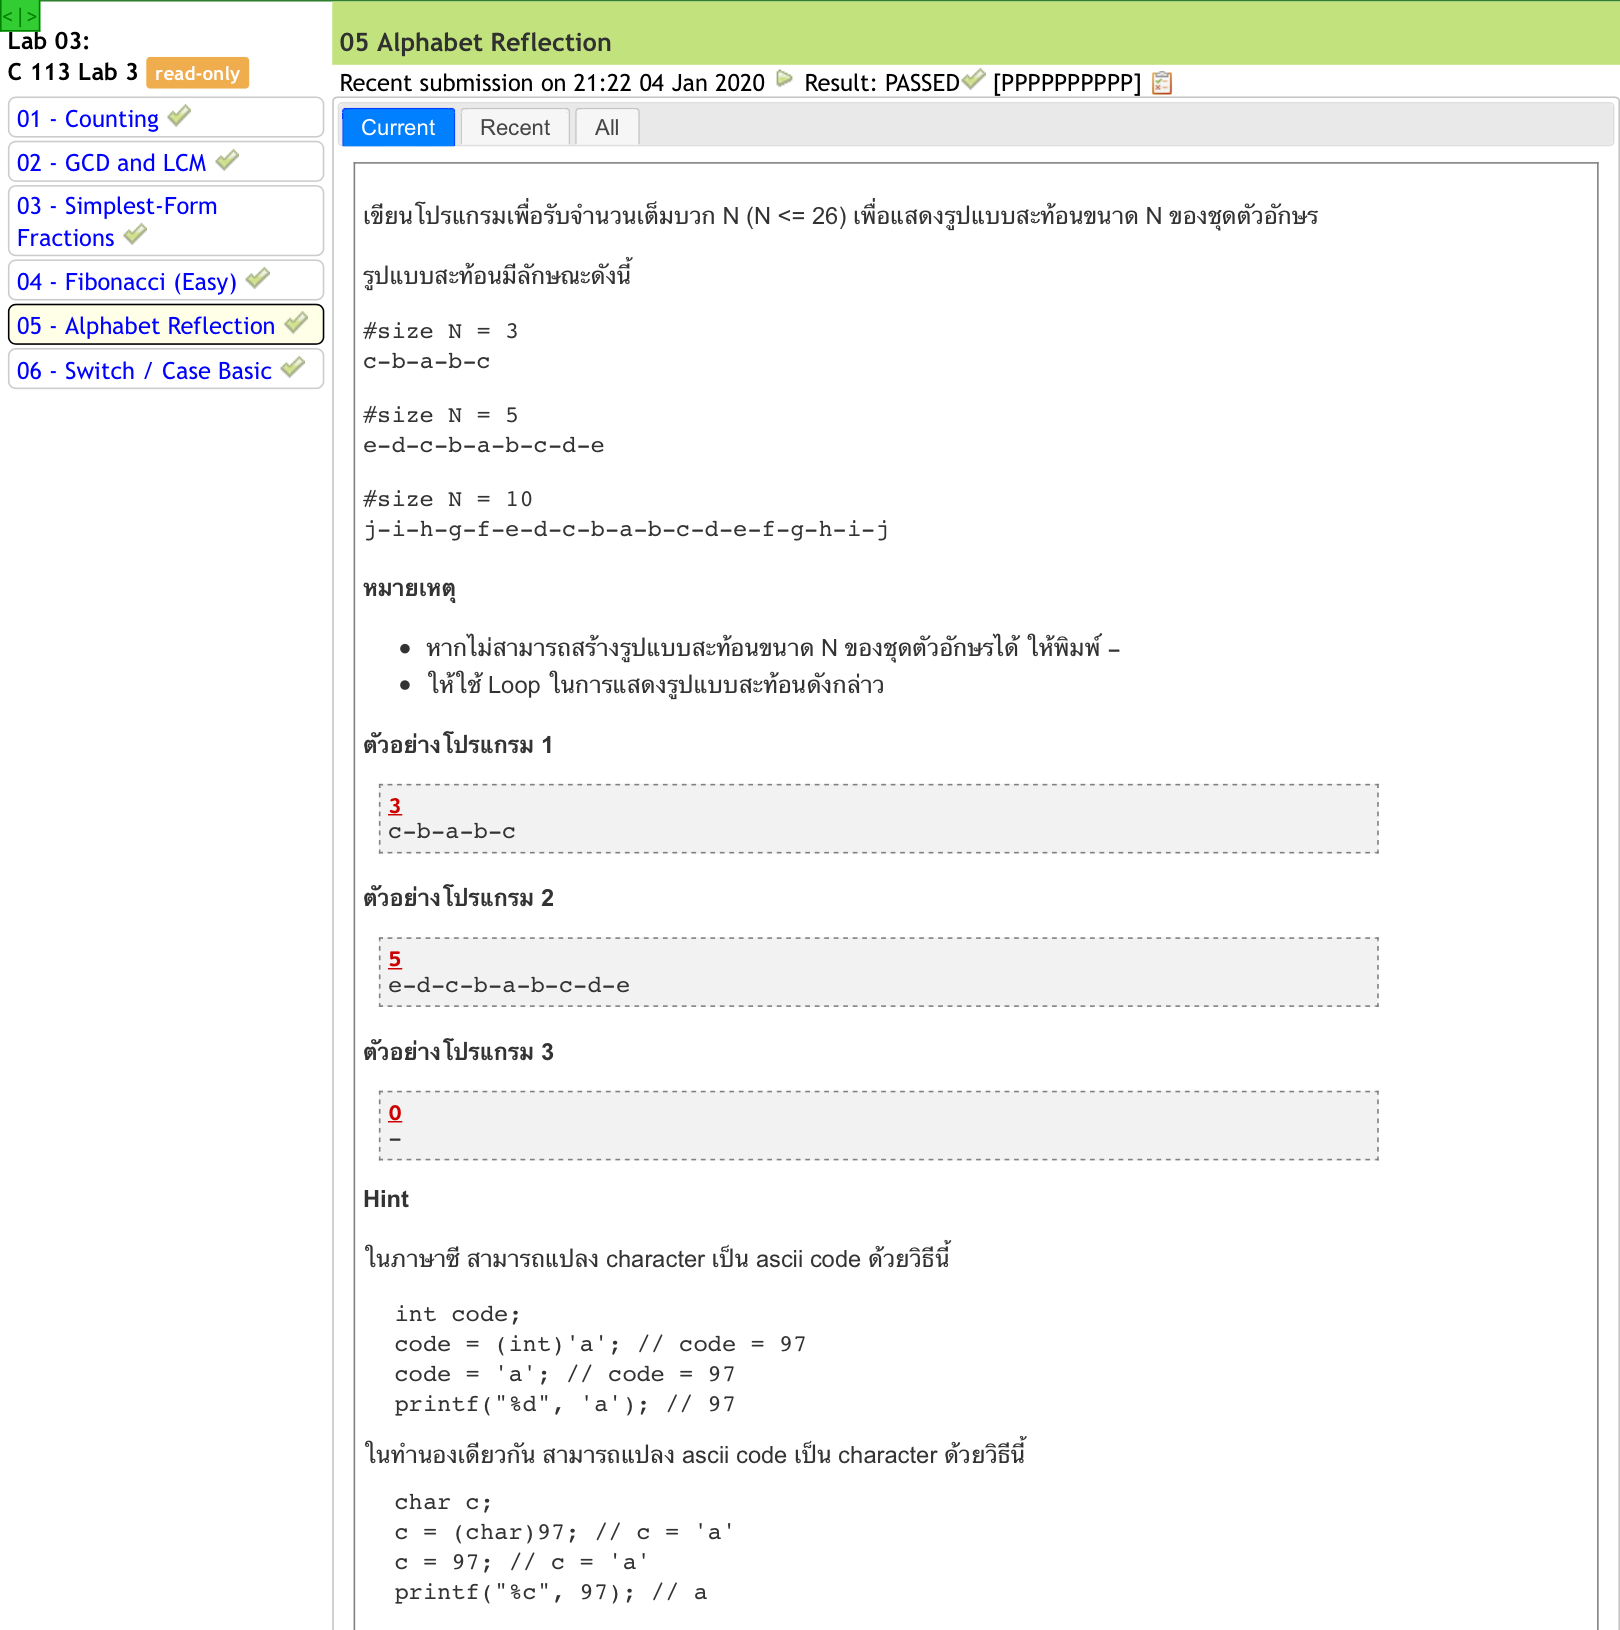 <|>
Lab 03:
C 113 Lab 3 read-only
01 - Counting
02 - GCD and LCM
03 - Simplest-Form
Fractions
04 - Fibonacci (Easy)
05 - Alphabet Reflection
06 - Switch / Case Basic
05 Alphabet Reflection
Recent submission on 21:22 04 Jan 2020 Result: PASSED [PPPPPPPPPP]
Current Recent All
เขียนโปรแกรมเพื่อรับจำนวนเต็มบวก N (N <= 26) เพื่อแสดงรูปแบบสะท้อนขนาด N ของชุดตัวอักษร
รูปแบบสะท้อนมีลักษณะดังนี้
#size N = 3
c-b-a-b-c
#size N = 5
e-d-c-b-a-b-c-d-e
#size N = 10
j-i-h-g-f-e-d-c-b-a-b-c-d-e-f-g-h-i-j
หมายเหตุ
• หากไม่สามารถสร้างรูปแบบสะท้อนขนาด N ของชุดตัวอักษรได้ ให้พิมพ์ -
• ให้ใช้ Loop ในการแสดงรูปแบบสะท้อนดังกล่าว
ตัวอย่างโปรแกรม 1
3
c-b-a-b-c
ตัวอย่างโปรแกรม 2
5
e-d-c-b-a-b-c-d-e
ตัวอย่างโปรแกรม 3
0
-
Hint
ในภาษาซี สามารถแปลง character เป็น ascii code ด้วยวิธีนี้
int code;
code = (int)'a'; // code = 97
code = 'a'; // code = 97
printf("%d", 'a'); // 97
ในทำนองเดียวกัน สามารถแปลง ascii code เป็น character ด้วยวิธีนี้
char c;
c = (char)97; // c = 'a'
c = 97; // c = 'a'
printf("%c", 97); // a